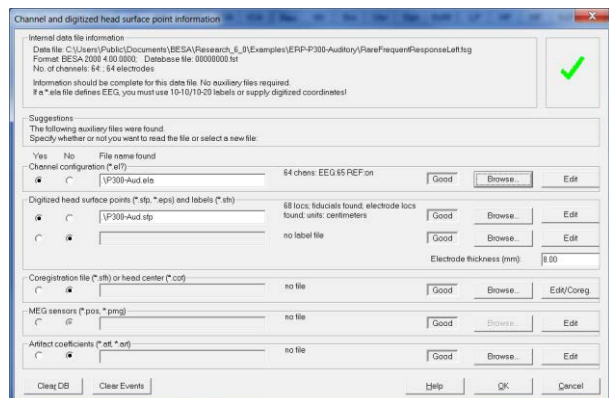 Channel and digitized head surface point information
Internal data file information
Data file: C:\Users\Public\Documents\BESA\Research_6_0\Examples\ERP-P300-Auditory\RareFrequentResponseLeft.fsg
Format: BESA 2000 4.00.0000; Database file: 00000000.fst
No. of channels: 64: ; 64 electrodes
Information should be complete for this data file. No auxiliary files required.
If a *.ela file defines EEG, you must use 10-10/10-20 labels or supply digitized coordinates!
Suggestions
The following auxiliary files were found.
Specify whether or not you want to read the file or select a new file:
Yes No File name found
Channel configuration (*.el?)
.\P300-Aud.ela 64 chans: EEG:65 REF:on Good Browse... Edit
Digitized head surface points (*.sfp, *.eps) and labels (*.sfn)
.\P300-Aud.sfp 68 locs; fiducials found; electrode locs found; units: centimeters Good Browse... Edit
no label file Good Browse... Edit
Electrode thickness (mm): 8.00
Coregistration file (*.sfh) or head center (*.cot)
no file Good Browse... Edit/Coreg.
MEG sensors (*.pos, *.pmg)
no file Good Browse... Edit
Artifact coefficients (*.atf, *.art)
no file Good Browse... Edit
Clear DB Clear Events Help OK Cancel